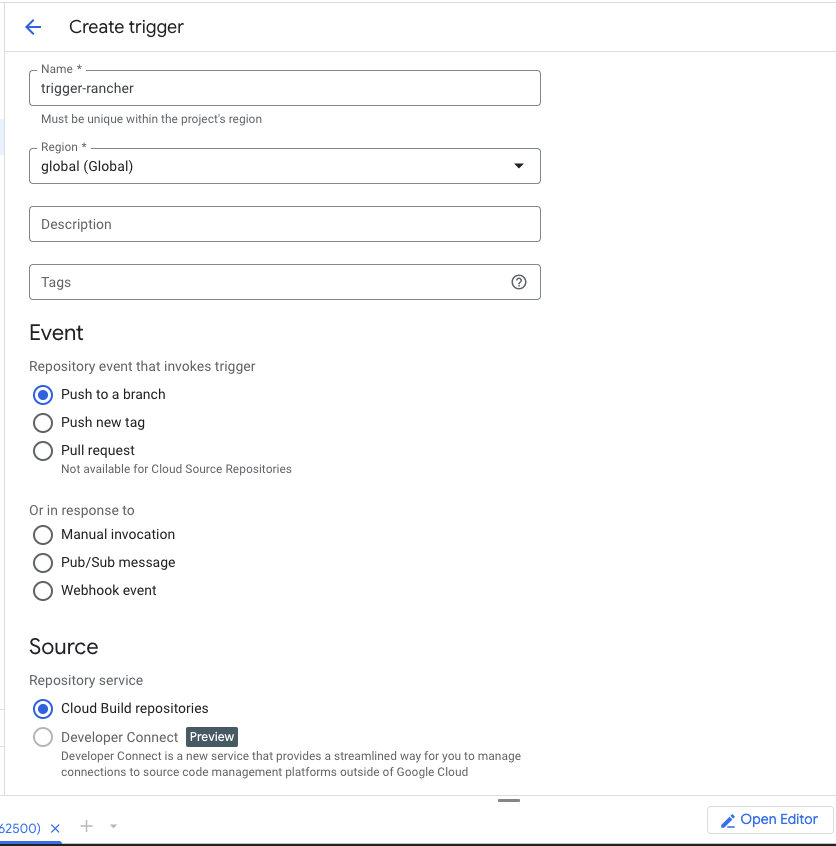 Create trigger
Name *
trigger-rancher
Must be unique within the project's region
Region *
global (Global)
Description
Tags
Event
Repository event that invokes trigger
Push to a branch
Push new tag
Pull request
Not available for Cloud Source Repositories
Or in response to
Manual invocation
Pub/Sub message
Webhook event
Source
Repository service
Cloud Build repositories
Developer Connect Preview
Developer Connect is a new service that provides a streamlined way for you to manage
connections to source code management platforms outside of Google Cloud
62500)
Open Editor